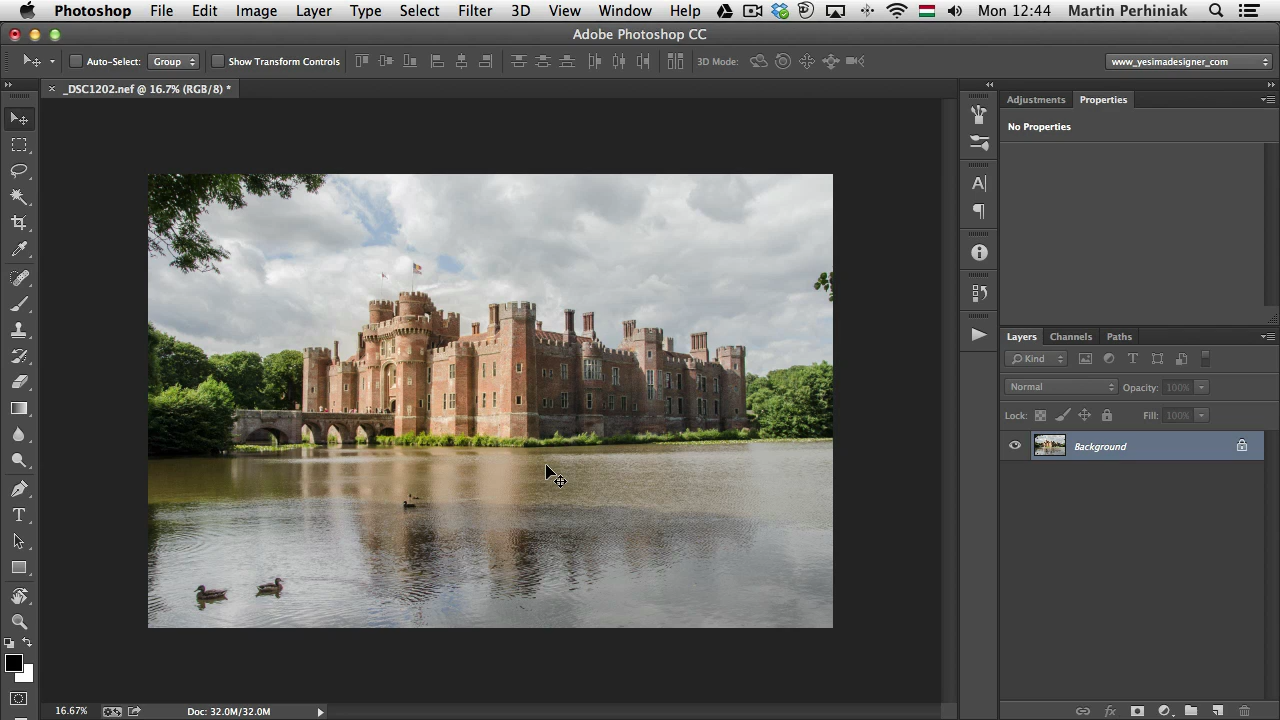 Photoshop File Edit Image Layer Type Select Filter 3D View Window Help Mon 12:44 Martin Perhiniak
Adobe Photoshop CC
Auto-Select: Group Show Transform Controls 3D Mode: www_yesimadesigner_com
_DSC1202.nef @ 16.7% (RGB/8) *
Adjustments Properties
No Properties
Layers Channels Paths
Kind
Normal Opacity: 100%
Lock: Fill: 100%
Background
16.67% Doc: 32.0M/32.0M